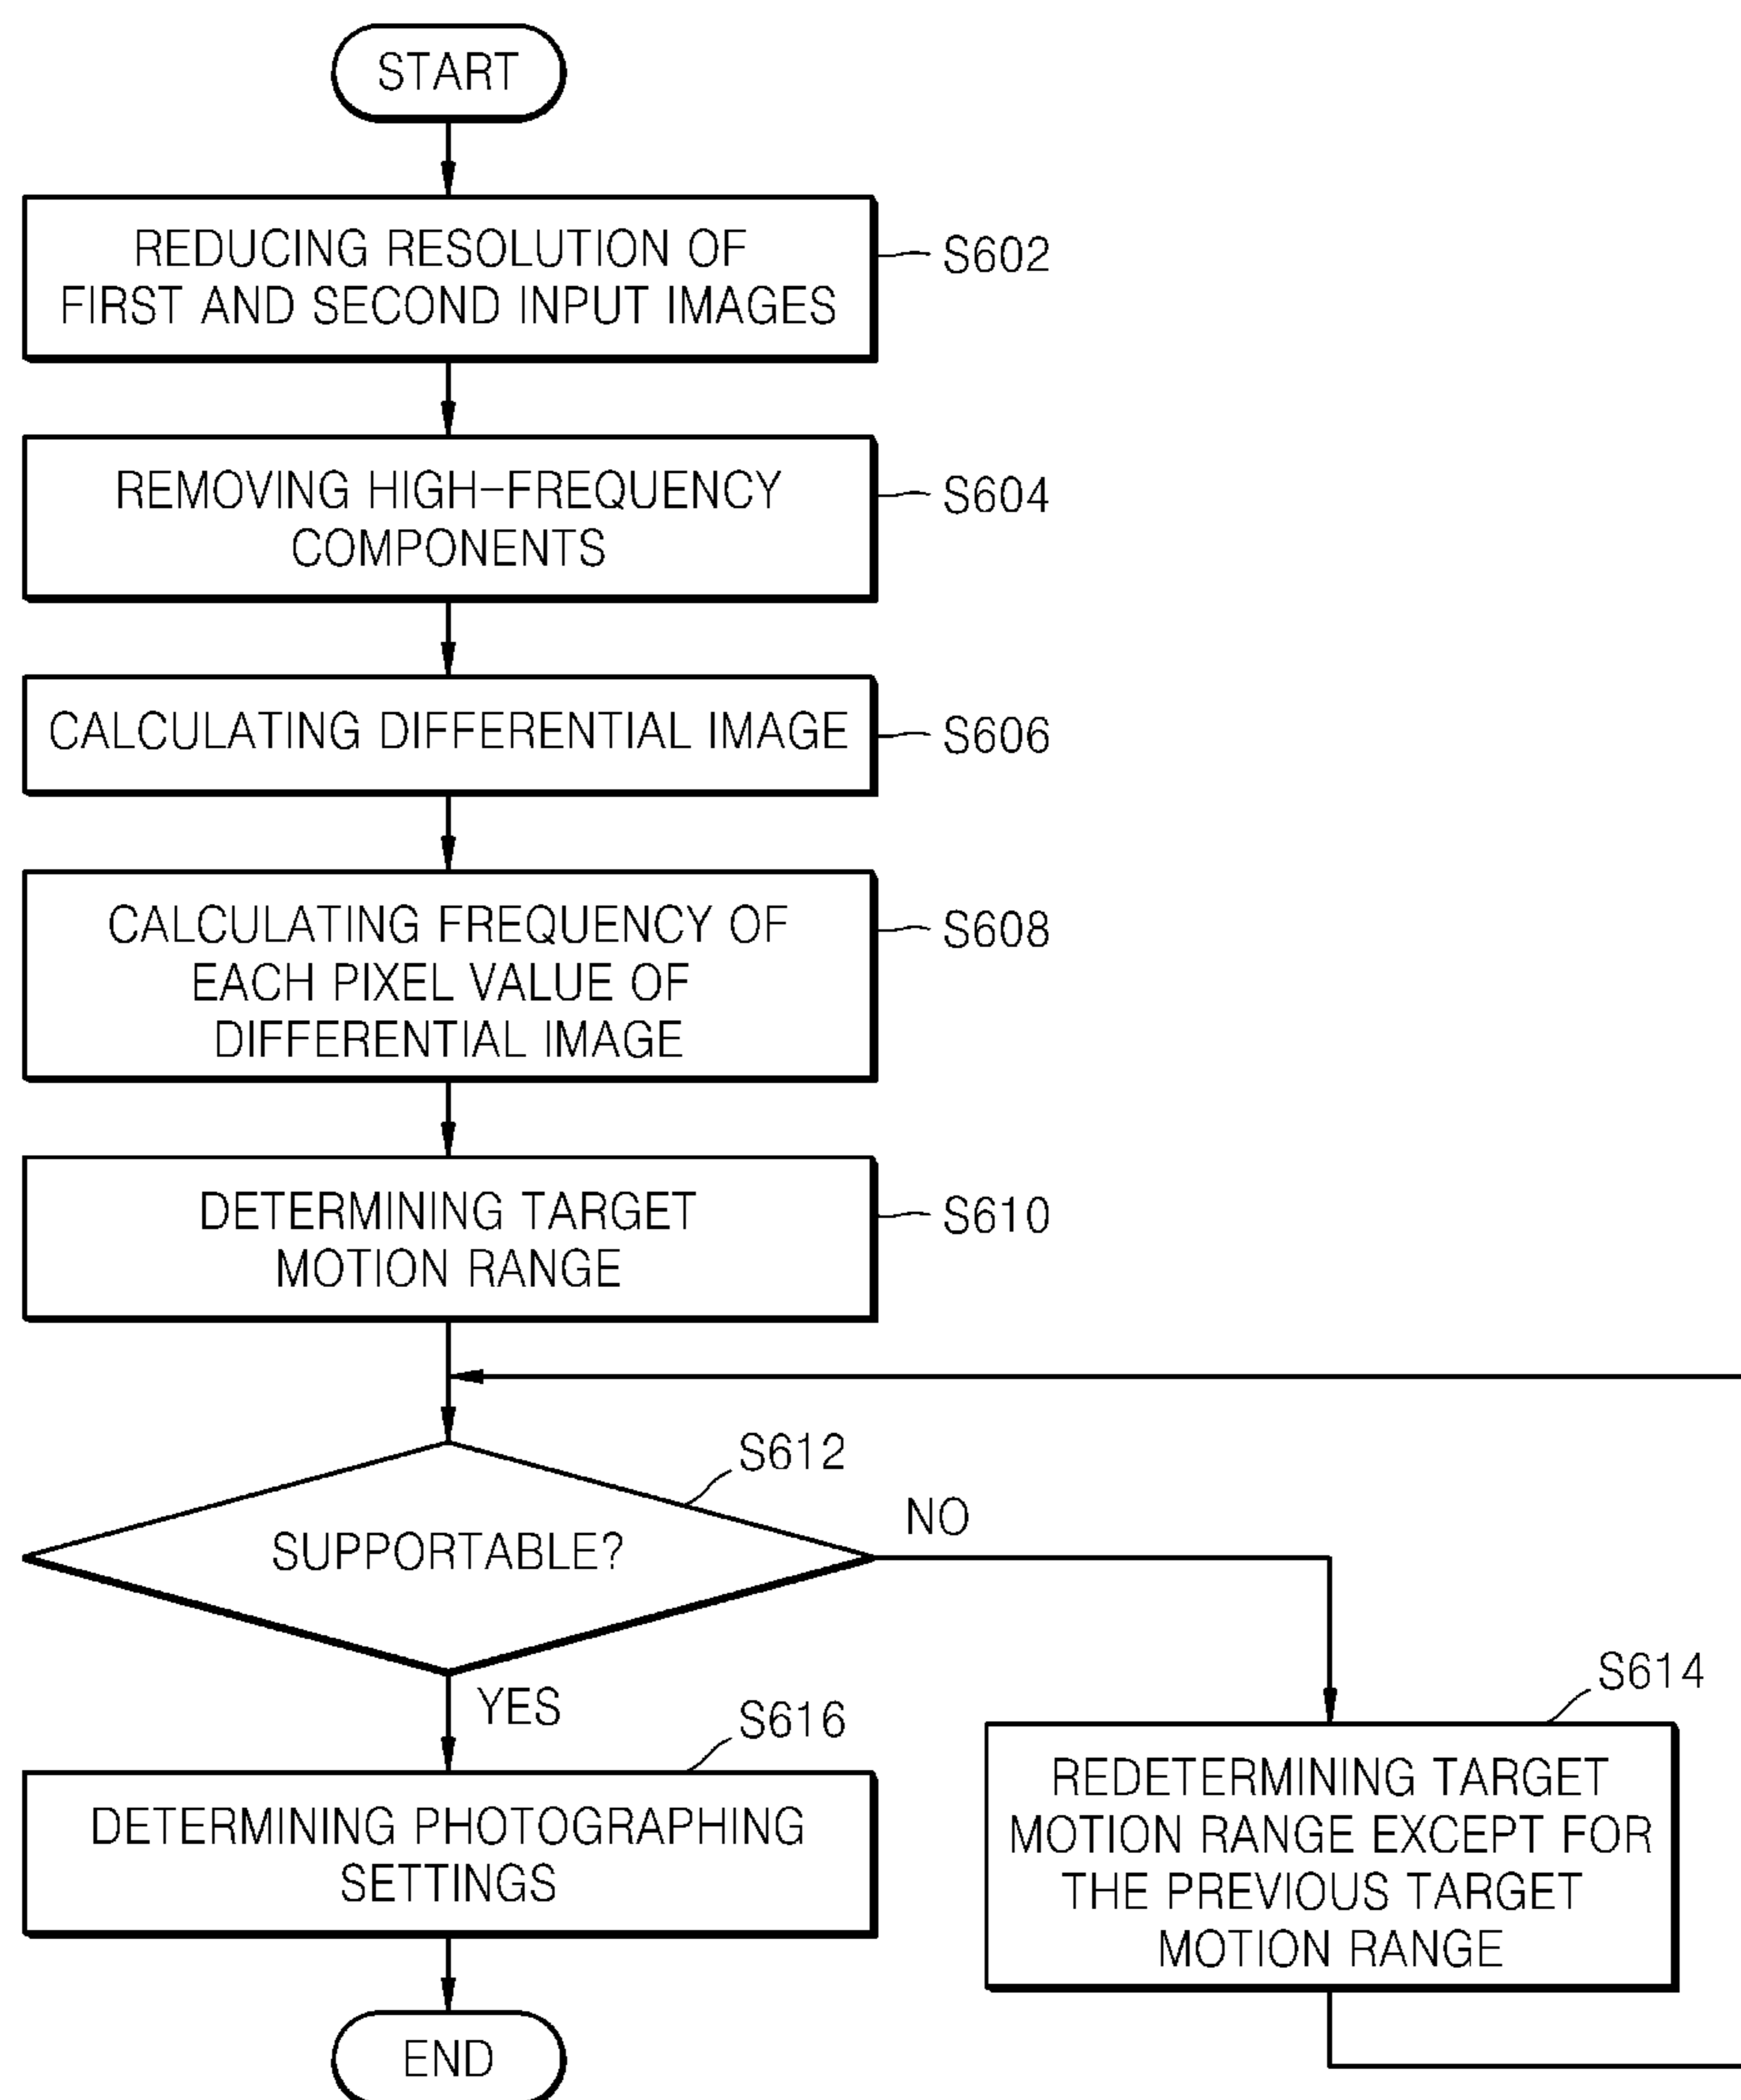 START
REDUCING RESOLUTION OF
FIRST AND SECOND INPUT IMAGES
S602
REMOVING HIGH-FREQUENCY
COMPONENTS
S604
CALCULATING DIFFERENTIAL IMAGE
S606
CALCULATING FREQUENCY OF
EACH PIXEL VALUE OF
DIFFERENTIAL IMAGE
S608
DETERMINING TARGET
MOTION RANGE
S610
S612
SUPPORTABLE?
NO
YES
S614
REDETERMINING TARGET
MOTION RANGE EXCEPT FOR
THE PREVIOUS TARGET
MOTION RANGE
S616
DETERMINING PHOTOGRAPHING
SETTINGS
END